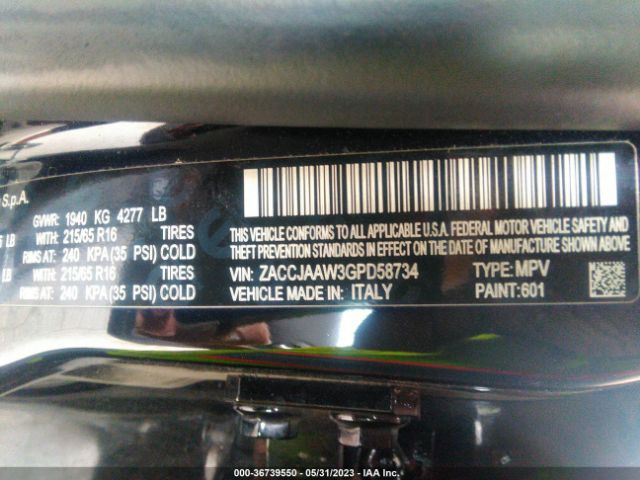 S.p.A.
GVWR: 1940 KG 4277 LB
LB WITH: 215/65 R16 TIRES
RIMS AT: 240 KPA(35 PSI) COLD
LB WITH: 215/65 R16 TIRES
RIMS AT: 240 KPA(35 PSI) COLD
THIS VEHICLE CONFORMS TO ALL APPLICABLE U.S.A. FEDERAL MOTOR VEHICLE SAFETY AND
THEFT PREVENTION STANDARDS IN EFFECT ON THE DATE OF MANUFACTURE SHOWN ABOVE.
VIN: ZACCJAAW3GPD58734 TYPE: MPV
VEHICLE MADE IN: ITALY PAINT: 601
000-36739550 - 05/31/2023 - IAA Inc.